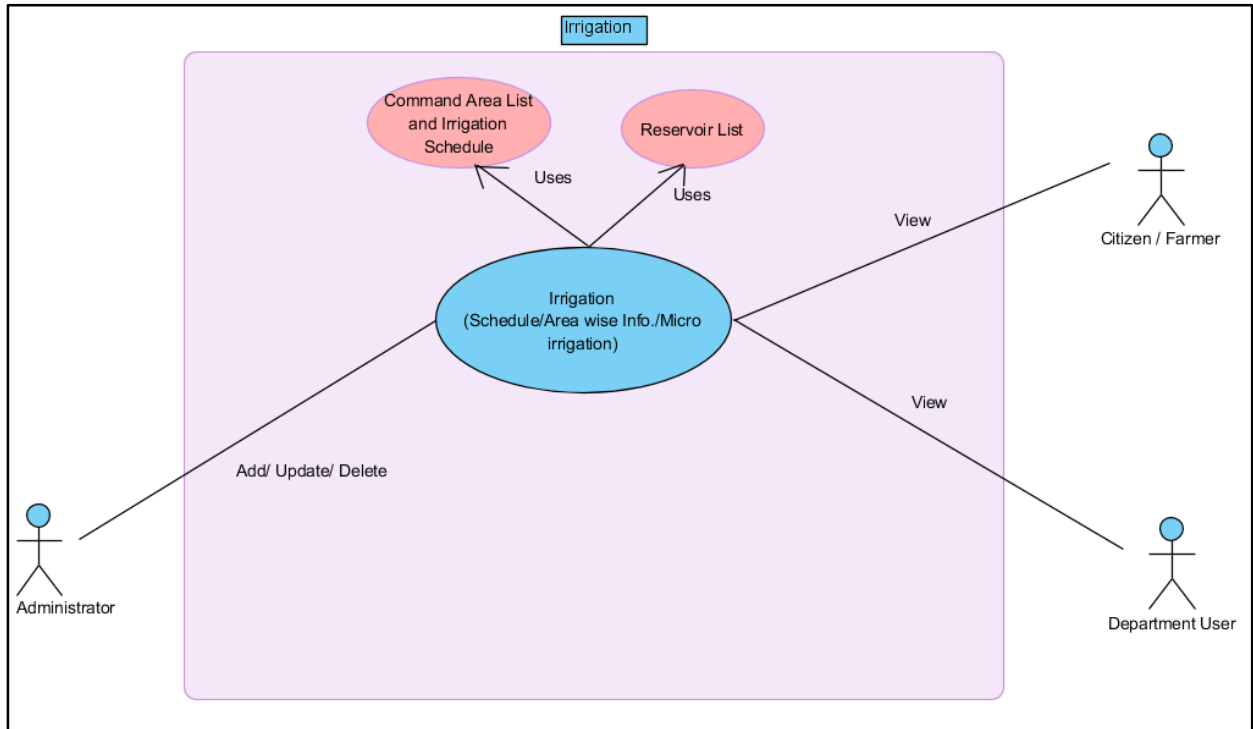 Irrigation
Command Area List
and Irrigation
Schedule
Reservoir List
Uses
Uses
View
Citizen / Farmer
Irrigation
(Schedule/Area wise Info./Micro
irrigation)
View
Add/ Update/ Delete
Administrator
Department User